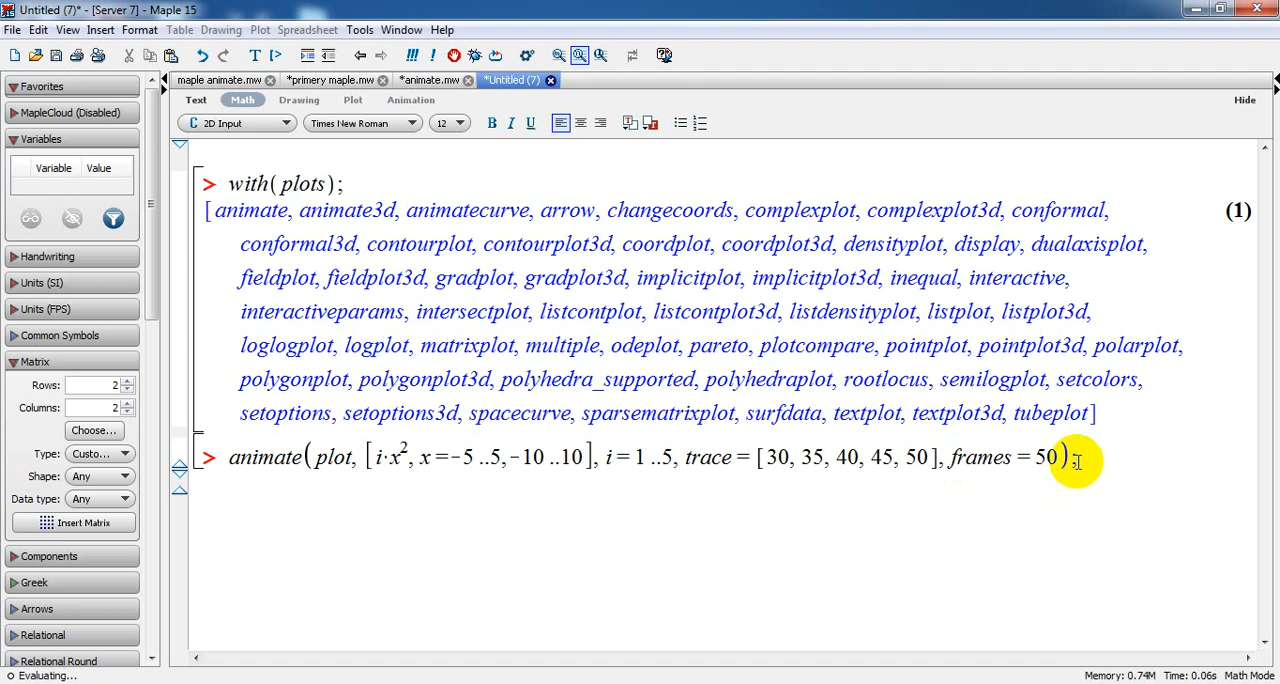 Untitled (7)* - [Server 7] - Maple 15
File Edit View Insert Format Table Drawing Plot Spreadsheet Tools Window Help
maple animate.mw *primery maple.mw *animate.mw *Untitled (7)
Text Math Drawing Plot Animation Hide
C 2D Input Times New Roman 12 B I U
Favorites
MapleCloud (Disabled)
Variables
Variable Value
Handwriting
Units (SI)
Units (FPS)
Common Symbols
Matrix
Rows: 2
Columns: 2
Choose...
Type: Custo...
Shape: Any
Data type: Any
Insert Matrix
Components
Greek
Arrows
Relational
Relational Round
> with(plots);
[animate, animate3d, animatecurve, arrow, changecoords, complexplot, complexplot3d, conformal, (1)
conformal3d, contourplot, contourplot3d, coordplot, coordplot3d, densityplot, display, dualaxisplot,
fieldplot, fieldplot3d, gradplot, gradplot3d, implicitplot, implicitplot3d, inequal, interactive,
interactiveparams, intersectplot, listcontplot, listcontplot3d, listdensityplot, listplot, listplot3d,
loglogplot, logplot, matrixplot, multiple, odeplot, pareto, plotcompare, pointplot, pointplot3d, polarplot,
polygonplot, polygonplot3d, polyhedra_supported, polyhedraplot, rootlocus, semilogplot, setcolors,
setoptions, setoptions3d, spacecurve, sparsematrixplot, surfdata, textplot, textplot3d, tubeplot]
> animate(plot, [i·x², x=-5 ..5,-10 ..10], i=1 ..5, trace = [30, 35, 40, 45, 50], frames = 50);
Evaluating... Memory: 0.74M Time: 0.06s Math Mode